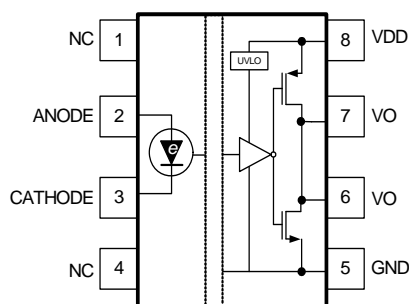 NC 1
8 VDD
UVLO
ANODE 2
7 VO
e
CATHODE 3
6 VO
NC 4
5 GND